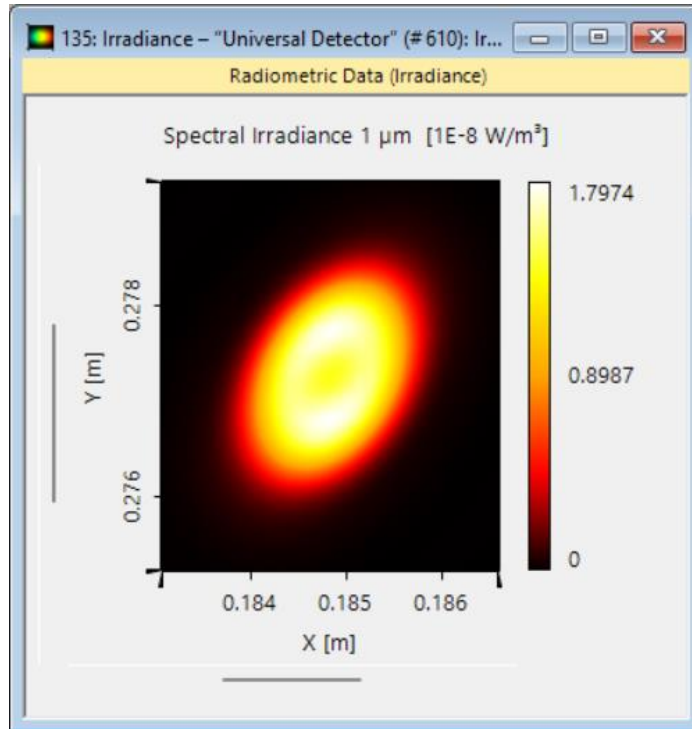 135: Irradiance – "Universal Detector" (# 610): Ir...
Radiometric Data (Irradiance)
Spectral Irradiance 1 µm [1E-8 W/m³]
1.7974
0.8987
0
Y [m]
0.278
0.276
0.184 0.185 0.186
X [m]